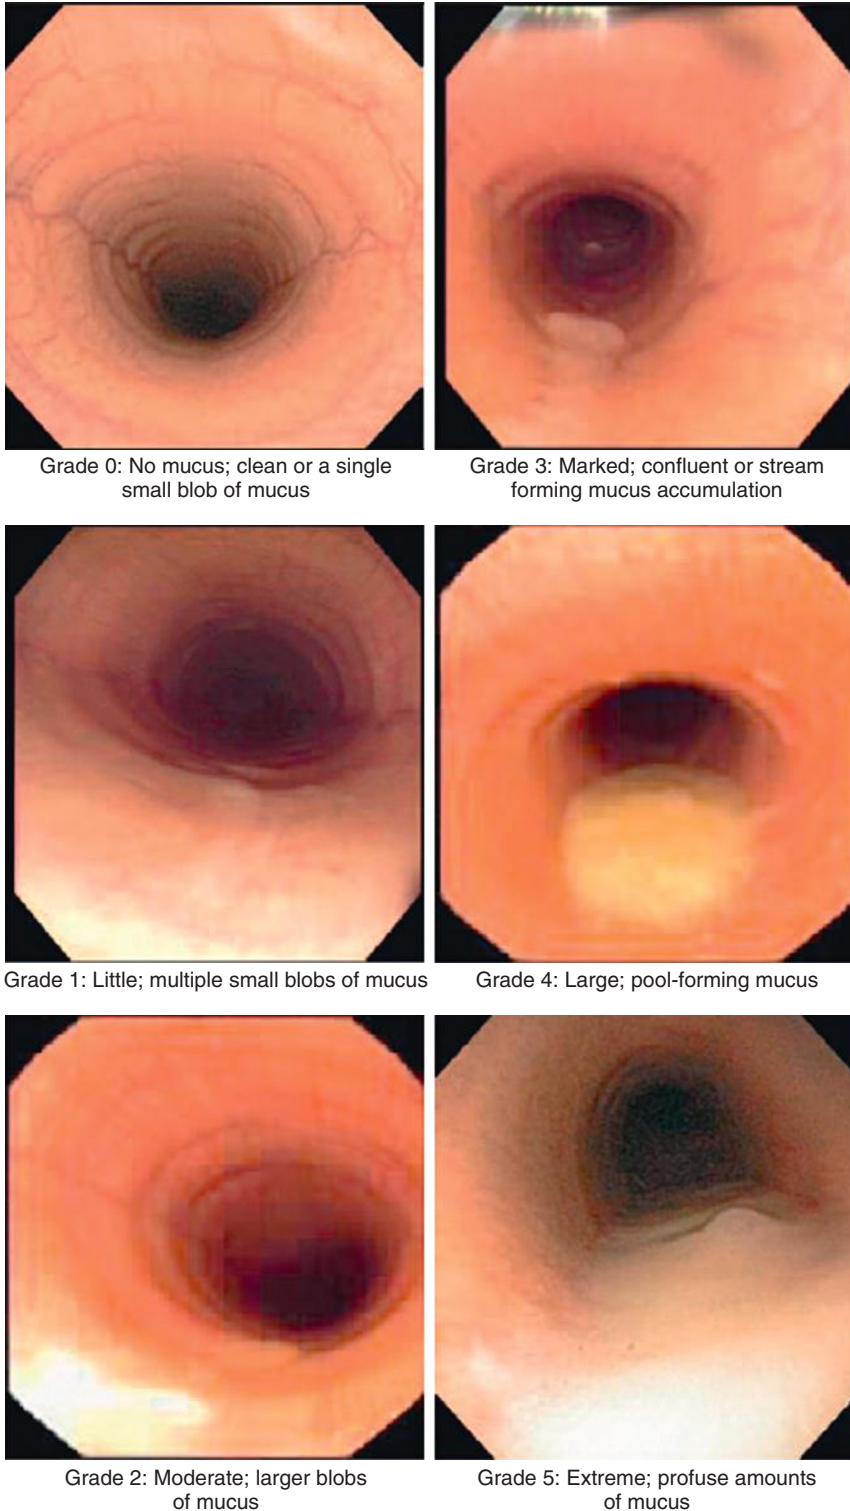 Grade 0: No mucus; clean or a single
small blob of mucus
Grade 3: Marked; confluent or stream
forming mucus accumulation
Grade 1: Little; multiple small blobs of mucus
Grade 4: Large; pool-forming mucus
Grade 2: Moderate; larger blobs
of mucus
Grade 5: Extreme; profuse amounts
of mucus